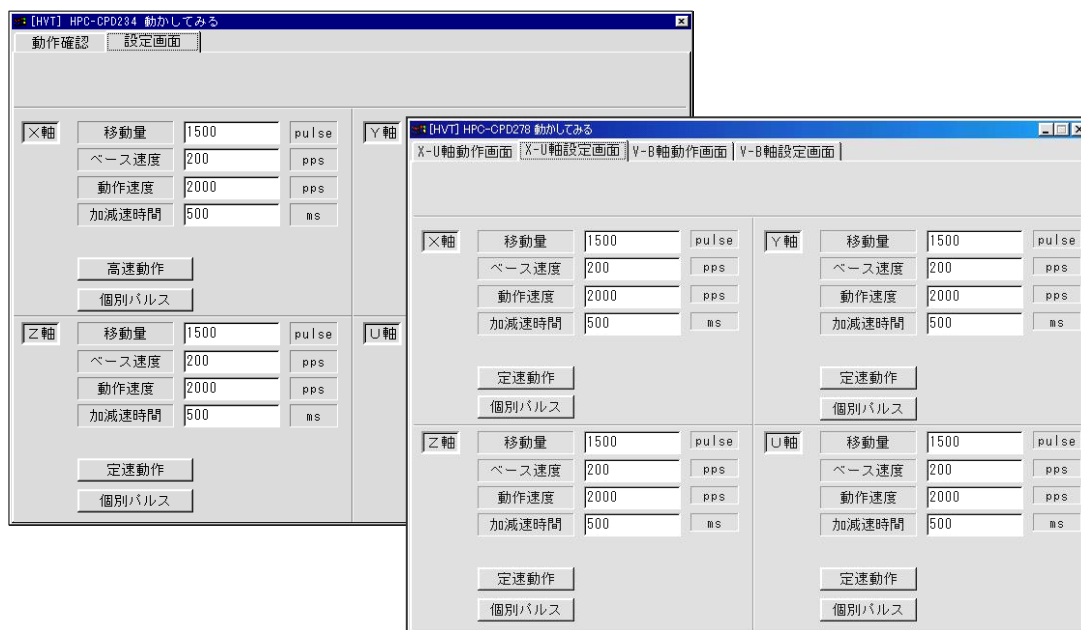 [HVT] HPC-CPD234 動かしてみる
動作確認 設定画面
X軸 移動量 1500 pulse Y軸
ベース速度 200 pps
動作速度 2000 pps
加減速時間 500 ms
高速動作
個別パルス
Z軸 移動量 1500 pulse U軸
ベース速度 200 pps
動作速度 2000 pps
加減速時間 500 ms
定速動作
個別パルス
[HVT] HPC-CPD278 動かしてみる
X-U軸動作画面 X-U軸設定画面 V-B軸動作画面 V-B軸設定画面
X軸 移動量 1500 pulse Y軸 移動量 1500 pulse
ベース速度 200 pps ベース速度 200 pps
動作速度 2000 pps 動作速度 2000 pps
加減速時間 500 ms 加減速時間 500 ms
定速動作 定速動作
個別パルス 個別パルス
Z軸 移動量 1500 pulse U軸 移動量 1500 pulse
ベース速度 200 pps ベース速度 200 pps
動作速度 2000 pps 動作速度 2000 pps
加減速時間 500 ms 加減速時間 500 ms
定速動作 定速動作
個別パルス 個別パルス